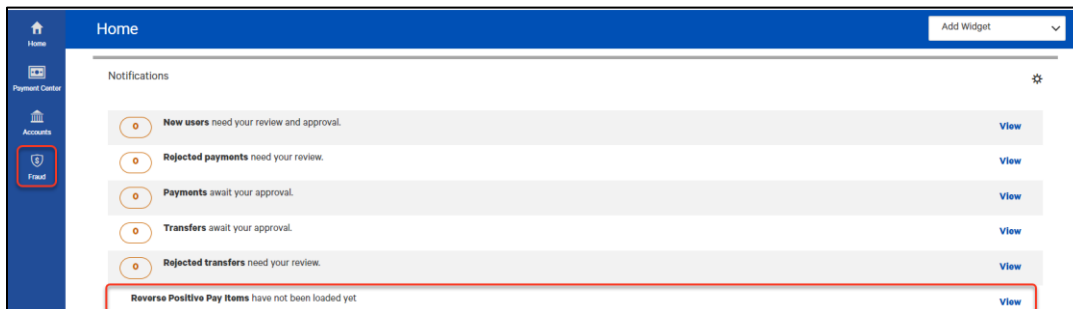 Home
Home
Add Widget
Payment Center
Accounts
Fraud
Notifications
0 New users need your review and approval. View
0 Rejected payments need your review. View
0 Payments await your approval. View
0 Transfers await your approval. View
0 Rejected transfers need your review. View
Reverse Positive Pay Items have not been loaded yet View